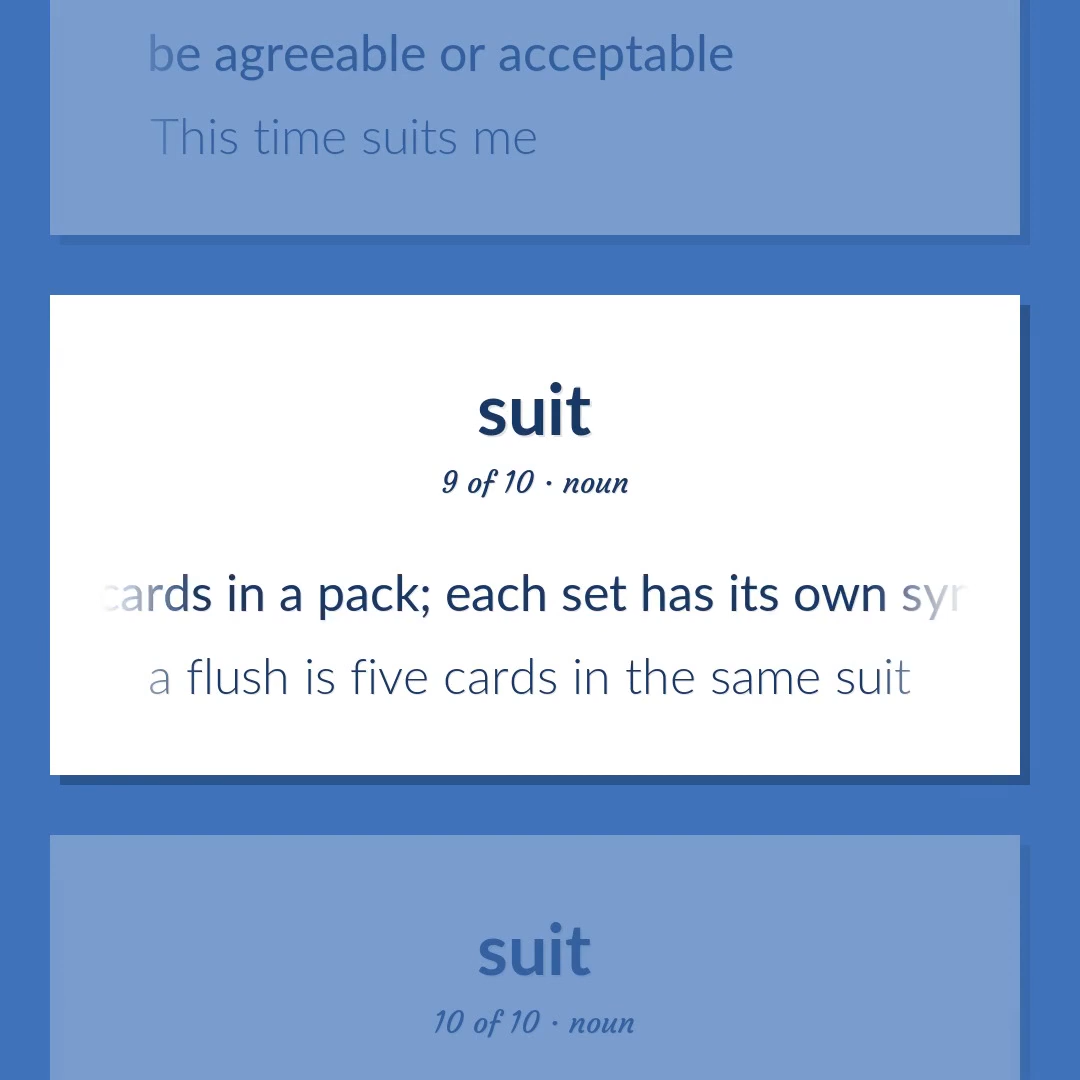 be agreeable or acceptable
This time suits me
suit
9 of 10 · noun
cards in a pack; each set has its own
a flush is five cards in the same suit
suit
10 of 10 · noun